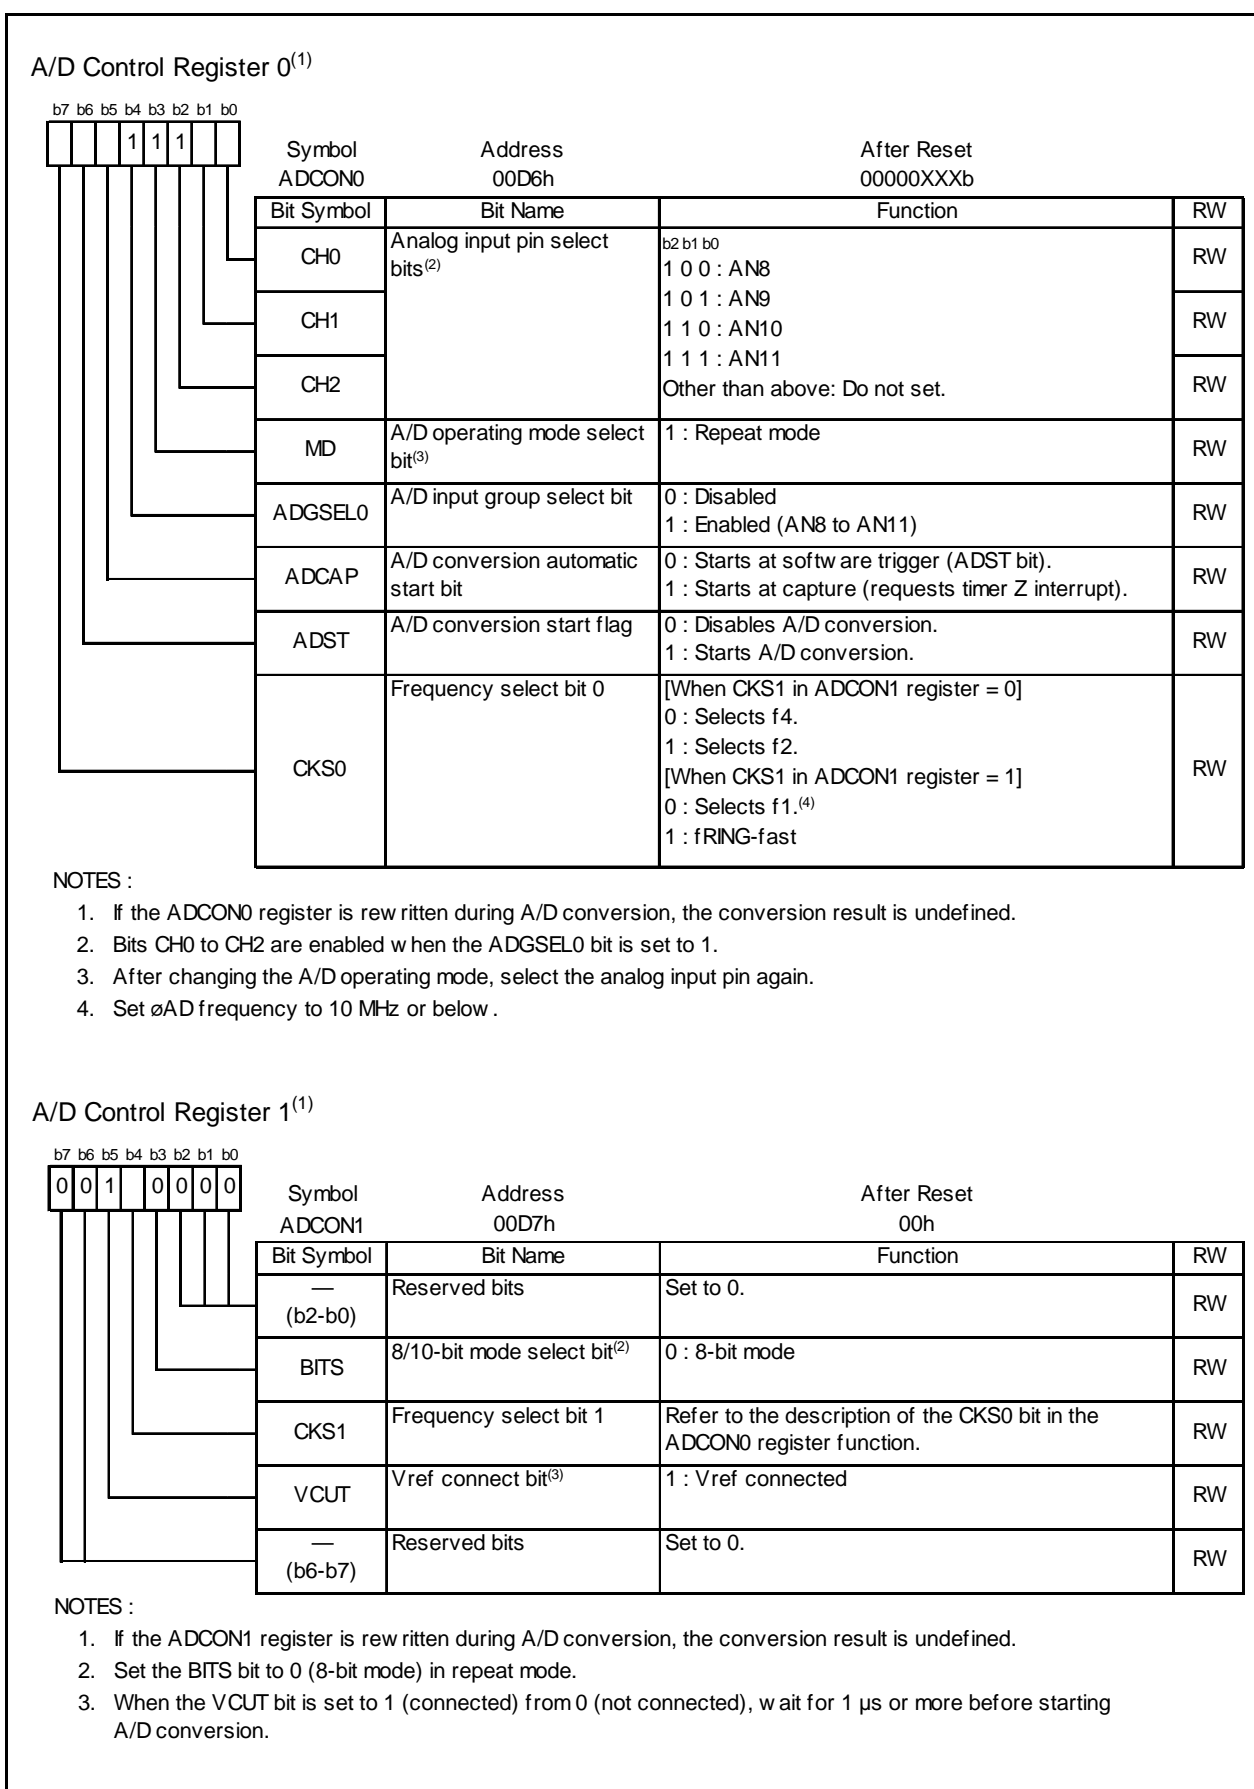 A/D Control Register 0(1)
b7 b6 b5 b4 b3 b2 b1 b0
1 1 1
Symbol Address After Reset
ADCON0 00D6h 00000XXXb
Bit Symbol Bit Name Function RW
CH0 Analog input pin select bits(2) b2 b1 b0 RW
1 0 0 : AN8
1 0 1 : AN9
CH1 1 1 0 : AN10 RW
1 1 1 : AN11
CH2 Other than above: Do not set. RW
MD A/D operating mode select bit(3) 1 : Repeat mode RW
ADGSEL0 A/D input group select bit 0 : Disabled RW
1 : Enabled (AN8 to AN11)
ADCAP A/D conversion automatic start bit 0 : Starts at software trigger (ADST bit). RW
1 : Starts at capture (requests timer Z interrupt).
ADST A/D conversion start flag 0 : Disables A/D conversion. RW
1 : Starts A/D conversion.
CKS0 Frequency select bit 0 [When CKS1 in ADCON1 register = 0] RW
0 : Selects f4.
1 : Selects f2.
[When CKS1 in ADCON1 register = 1]
0 : Selects f1.(4)
1 : fRING-fast
NOTES :
1. If the ADCON0 register is rewritten during A/D conversion, the conversion result is undefined.
2. Bits CH0 to CH2 are enabled when the ADGSEL0 bit is set to 1.
3. After changing the A/D operating mode, select the analog input pin again.
4. Set øAD frequency to 10 MHz or below.
A/D Control Register 1(1)
b7 b6 b5 b4 b3 b2 b1 b0
0 0 1 0 0 0 0
Symbol Address After Reset
ADCON1 00D7h 00h
Bit Symbol Bit Name Function RW
— (b2-b0) Reserved bits Set to 0. RW
BITS 8/10-bit mode select bit(2) 0 : 8-bit mode RW
CKS1 Frequency select bit 1 Refer to the description of the CKS0 bit in the RW
ADCON0 register function.
VCUT Vref connect bit(3) 1 : Vref connected RW
— (b6-b7) Reserved bits Set to 0. RW
NOTES :
1. If the ADCON1 register is rewritten during A/D conversion, the conversion result is undefined.
2. Set the BITS bit to 0 (8-bit mode) in repeat mode.
3. When the VCUT bit is set to 1 (connected) from 0 (not connected), wait for 1 µs or more before starting
A/D conversion.